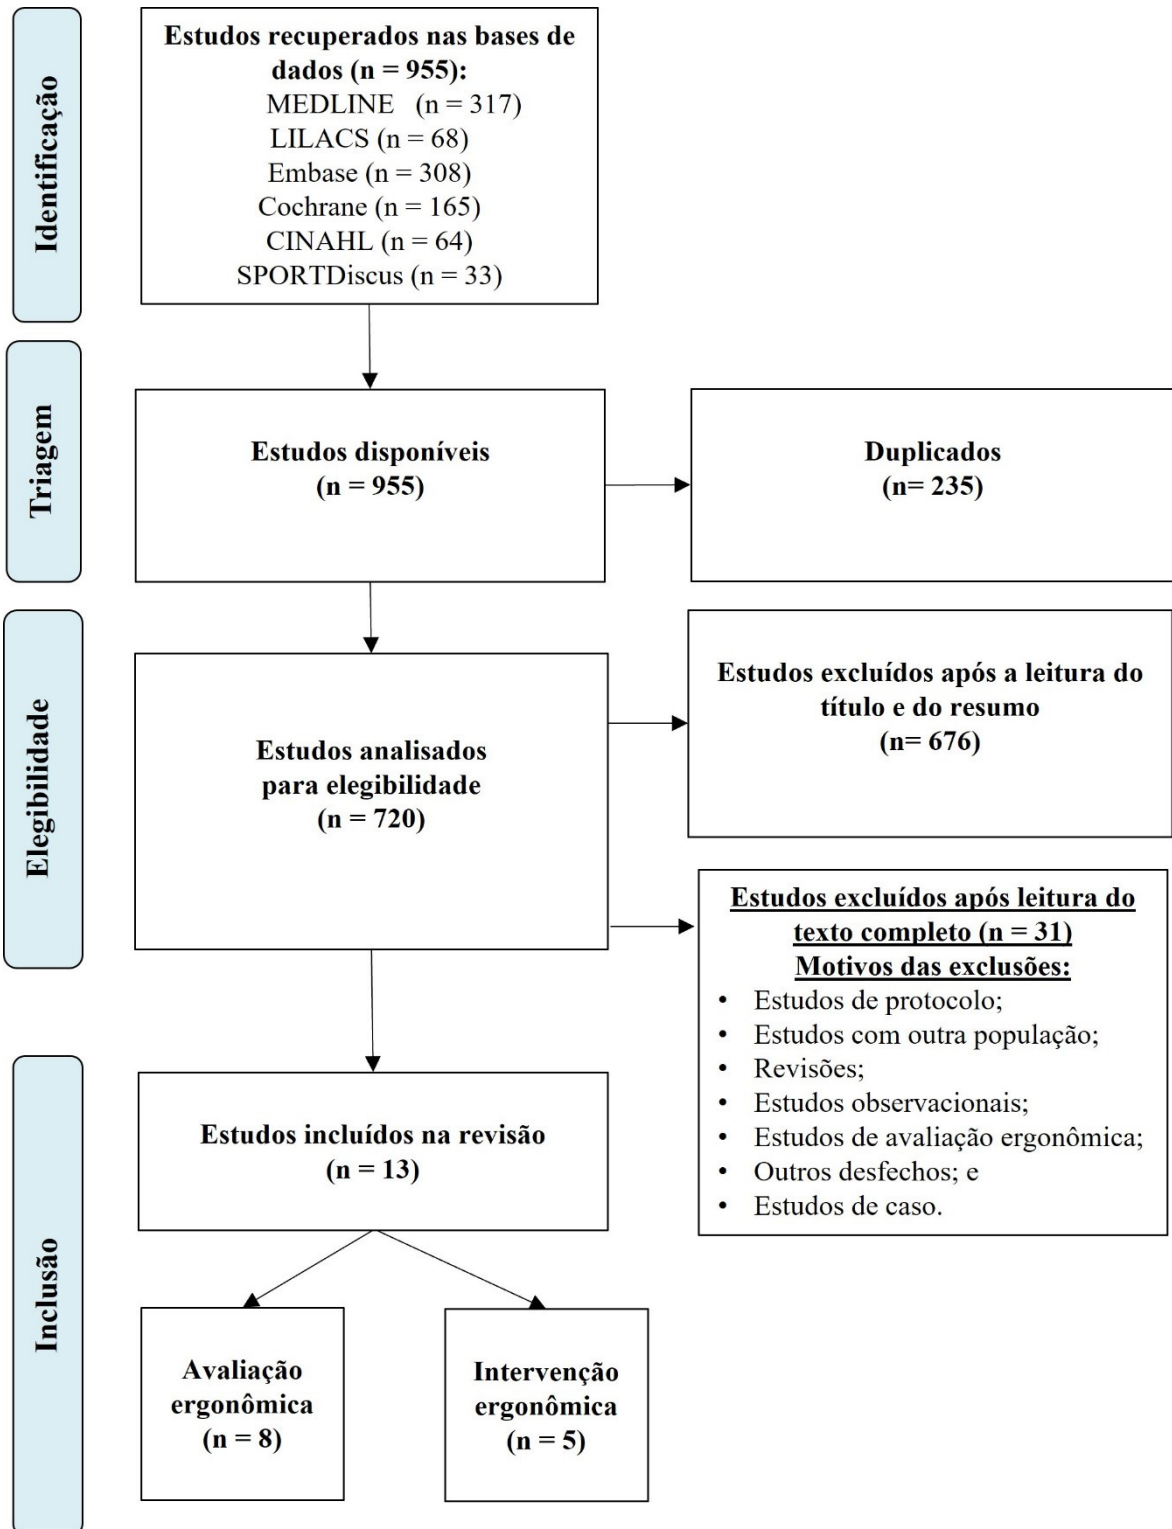 Identificação
Estudos recuperados nas bases de
dados (n = 955):
MEDLINE (n = 317)
LILACS (n = 68)
Embase (n = 308)
Cochrane (n = 165)
CINAHL (n = 64)
SPORTDiscus (n = 33)
Triagem
Estudos disponíveis
(n = 955)
Duplicados
(n= 235)
Elegibilidade
Estudos analisados
para elegibilidade
(n = 720)
Estudos excluídos após a leitura do
título e do resumo
(n= 676)
Estudos excluídos após leitura do
texto completo (n = 31)
Motivos das exclusões:
• Estudos de protocolo;
• Estudos com outra população;
• Revisões;
• Estudos observacionais;
• Estudos de avaliação ergonômica;
• Outros desfechos; e
• Estudos de caso.
Inclusão
Estudos incluídos na revisão
(n = 13)
Avaliação
ergonômica
(n = 8)
Intervenção
ergonômica
(n = 5)